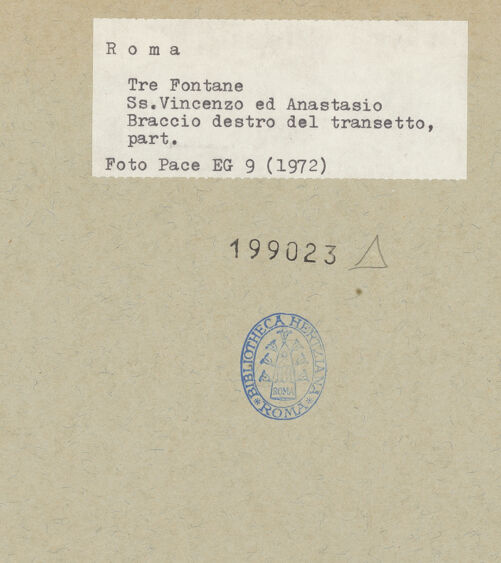 Roma
Tre Fontane
Ss.Vincenzo ed Anastasio
Braccio destro del transetto,
part.
Foto Pace EG 9 (1972)
199023
BIBLIOTHECA HERTZIANA
ROMA
* ROMA *